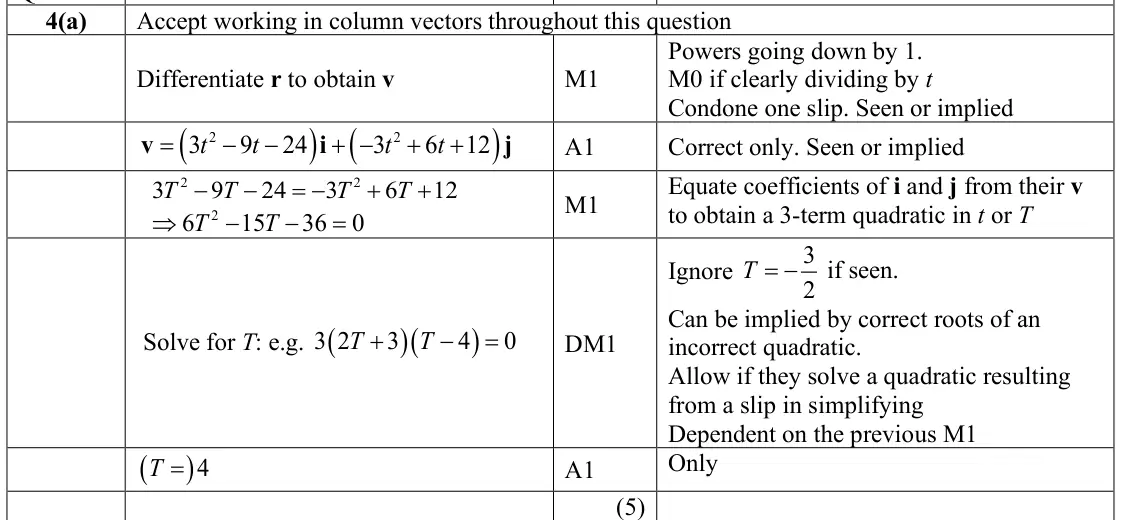 4(a) Accept working in column vectors throughout this question
Differentiate r to obtain v M1
Powers going down by 1.
M0 if clearly dividing by t
Condone one slip. Seen or implied
v = (3t² − 9t − 24)i + (−3t² + 6t + 12)j A1 Correct only. Seen or implied
3T² − 9T − 24 = −3T² + 6T + 12
⇒ 6T² − 15T − 36 = 0
M1
Equate coefficients of i and j from their v
to obtain a 3-term quadratic in t or T
Solve for T: e.g. 3(2T + 3)(T − 4) = 0 DM1
Ignore T = −3/2 if seen.
Can be implied by correct roots of an
incorrect quadratic.
Allow if they solve a quadratic resulting
from a slip in simplifying
Dependent on the previous M1
(T =)4 A1 Only
(5)